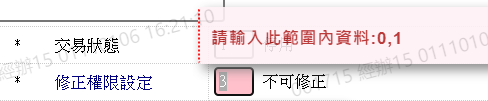 請輸入此範圍內資料:0,1
* 交易狀態
* 修正權限設定 3 不可修正